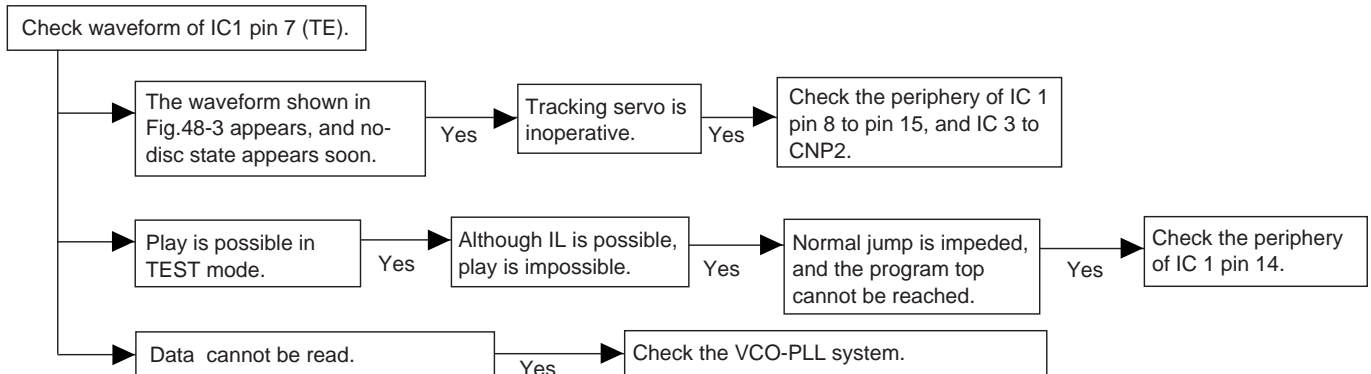 Check waveform of IC1 pin 7 (TE).
The waveform shown in
Fig.48-3 appears, and no-
disc state appears soon.
Yes
Tracking servo is
inoperative.
Yes
Check the periphery of IC 1
pin 8 to pin 15, and IC 3 to
CNP2.
Play is possible in
TEST mode.
Yes
Although IL is possible,
play is impossible.
Yes
Normal jump is impeded,
and the program top
cannot be reached.
Yes
Check the periphery
of IC 1 pin 14.
Data cannot be read.
Yes
Check the VCO-PLL system.